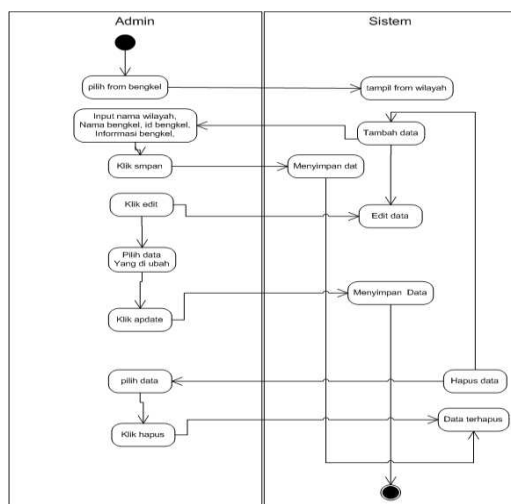 Admin
Sistem
pilih from bengkel
tampil from wilayah
Input nama wilayah,
Nama bengkel, id bengkel,
Informmasi bengkel.
Tambah data
Klik smpan
Menyimpan dat
Klik edit
Edit data
Pilih data
Yang di ubah
Menyimpan Data
Klik apdate
pilih data
Hapus data
Klik hapus
Data terhapus